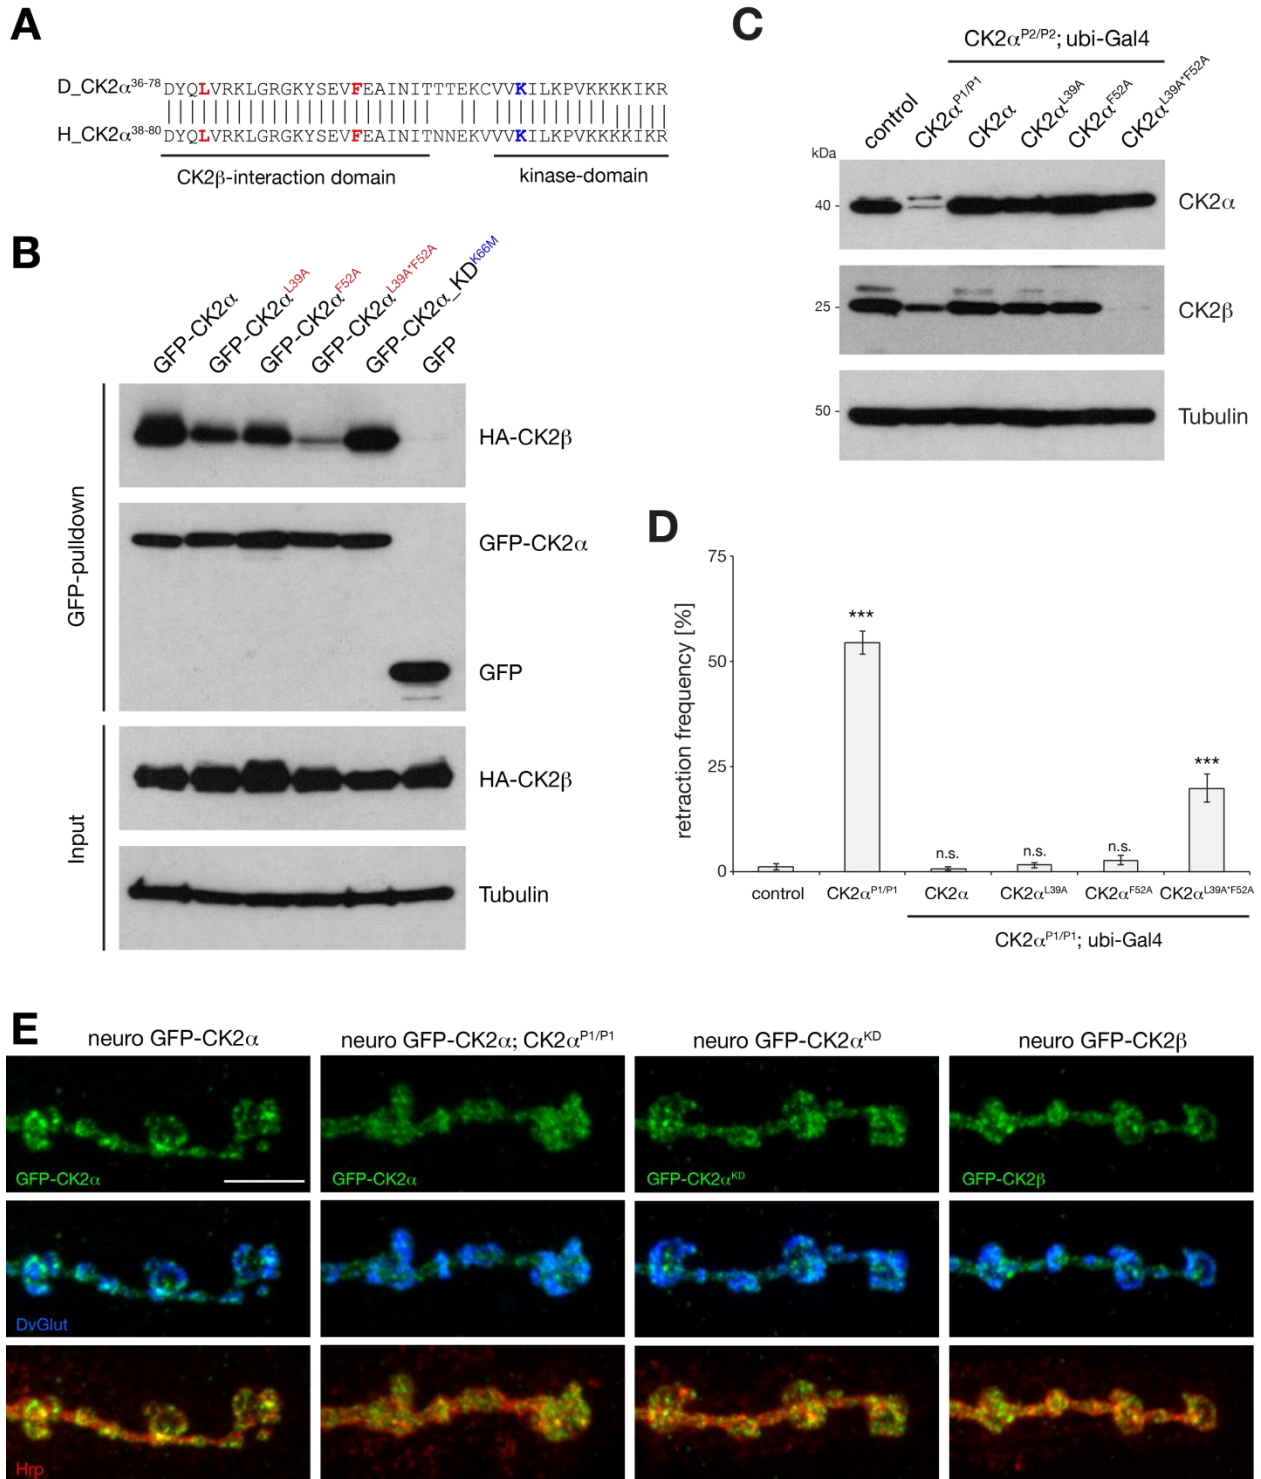 A
D_CK2α36-78 DYQLVRKLGRGKYSEVFEAINITTTEKCVVKILKPVKKKKIKR
H_CK2α38-80 DYQLVRKLGRGKYSEVFEAINITNNEKVVVKILKPVKKKKIKR
CK2β-interaction domain
kinase-domain
B
GFP-CK2α
GFP-CK2αL39A
GFP-CK2αF52A
GFP-CK2αL39A*F52A
GFP-CK2α_KDK66M
GFP
GFP-pulldown
HA-CK2β
GFP-CK2α
GFP
Input
HA-CK2β
Tubulin
C
CK2αP2/P2; ubi-Gal4
control
CK2αP1/P1
CK2α
CK2αL39A
CK2αF52A
CK2αL39A*F52A
kDa
40
CK2α
25
CK2β
50
Tubulin
D
retraction frequency [%]
75
50
25
0
***
n.s.
n.s.
n.s.
***
control
CK2αP1/P1
CK2α
CK2αL39A
CK2αF52A
CK2αL39A*F52A
CK2αP1/P1; ubi-Gal4
E
neuro GFP-CK2α
neuro GFP-CK2α; CK2αP1/P1
neuro GFP-CK2αKD
neuro GFP-CK2β
GFP-CK2α
GFP-CK2α
GFP-CK2αKD
GFP-CK2β
DvGlut
Hrp